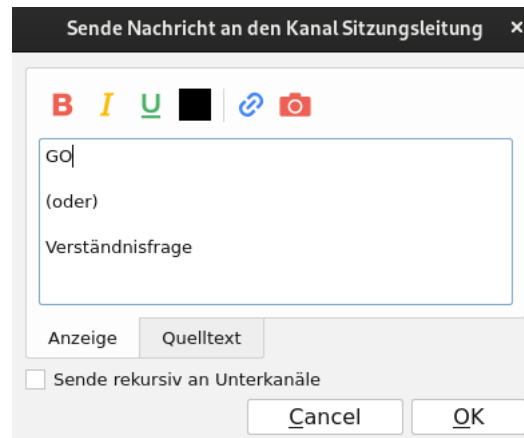 Sende Nachricht an den Kanal Sitzungsleitung ×
B I U
GO
(oder)
Verständnisfrage
Anzeige Quelltext
Sende rekursiv an Unterkanäle
Cancel OK